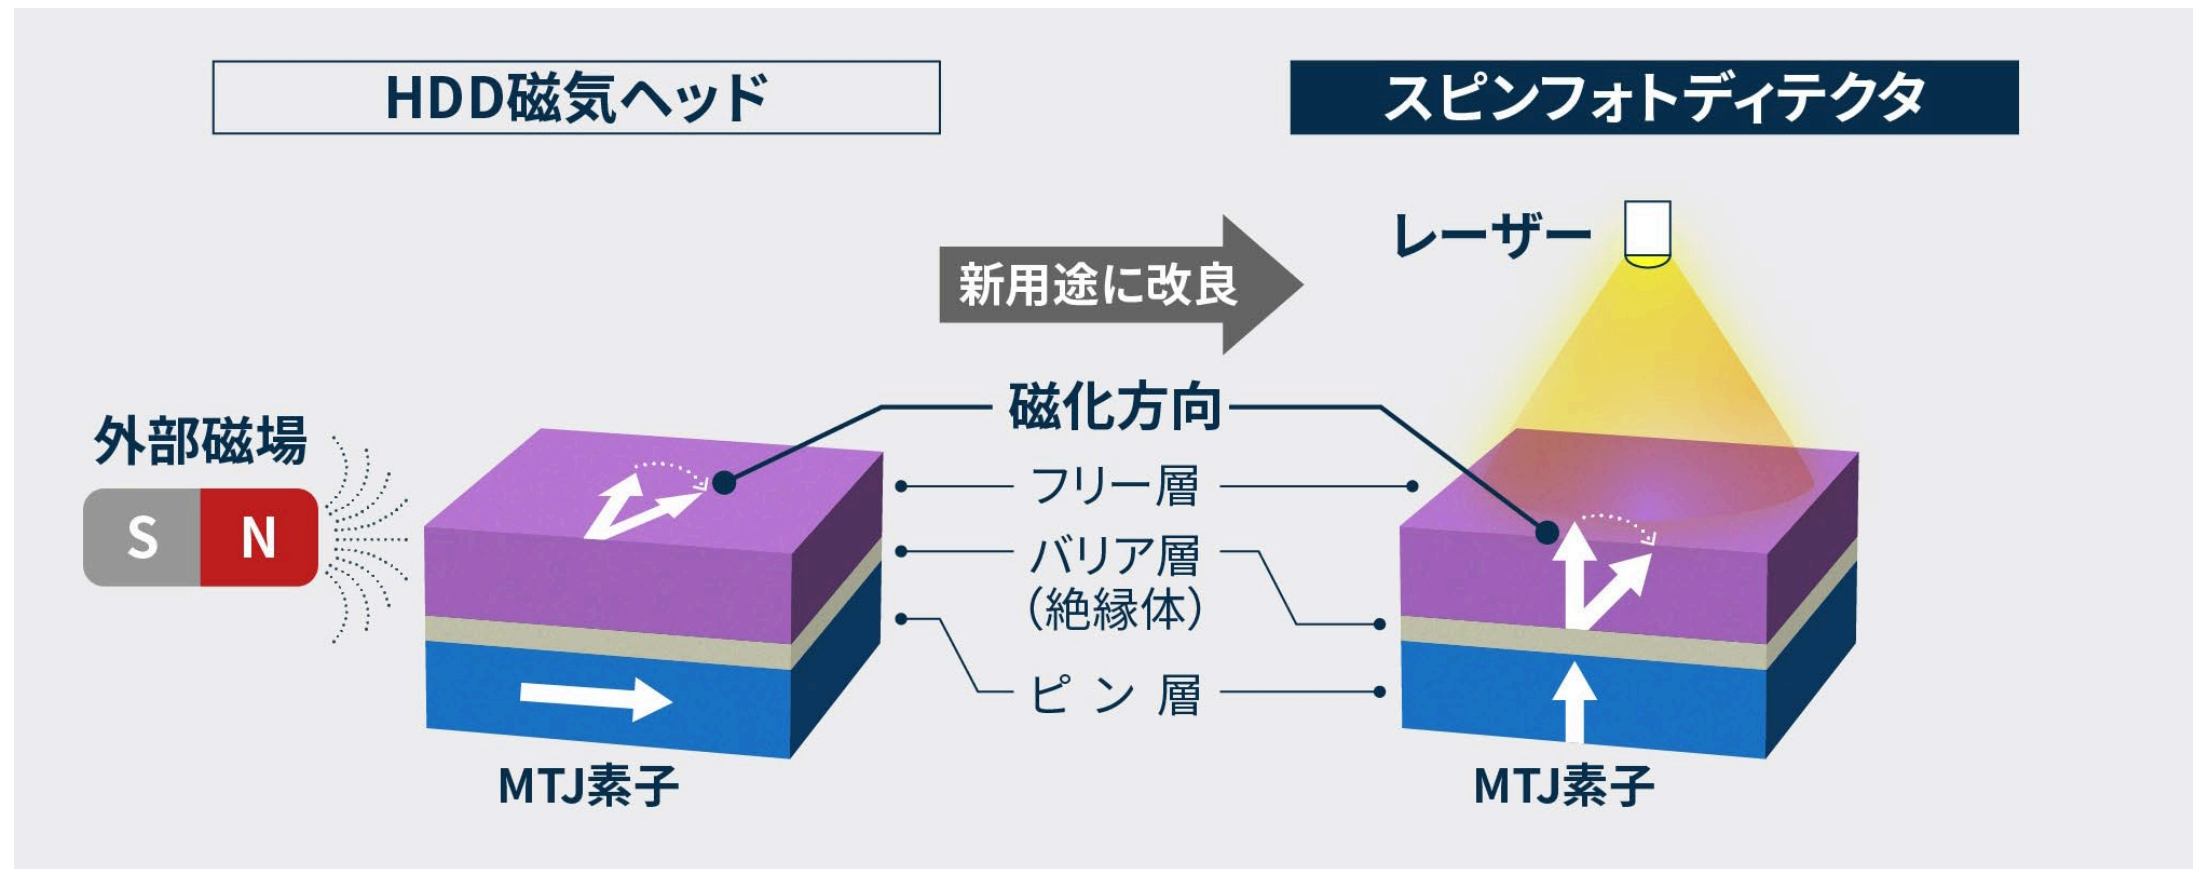 HDD磁気ヘッド
スピンフォトディテクタ
新用途に改良
レーザー
外部磁場
S N
磁化方向
フリー層
バリア層
（絶縁体）
ピン層
MTJ素子
MTJ素子